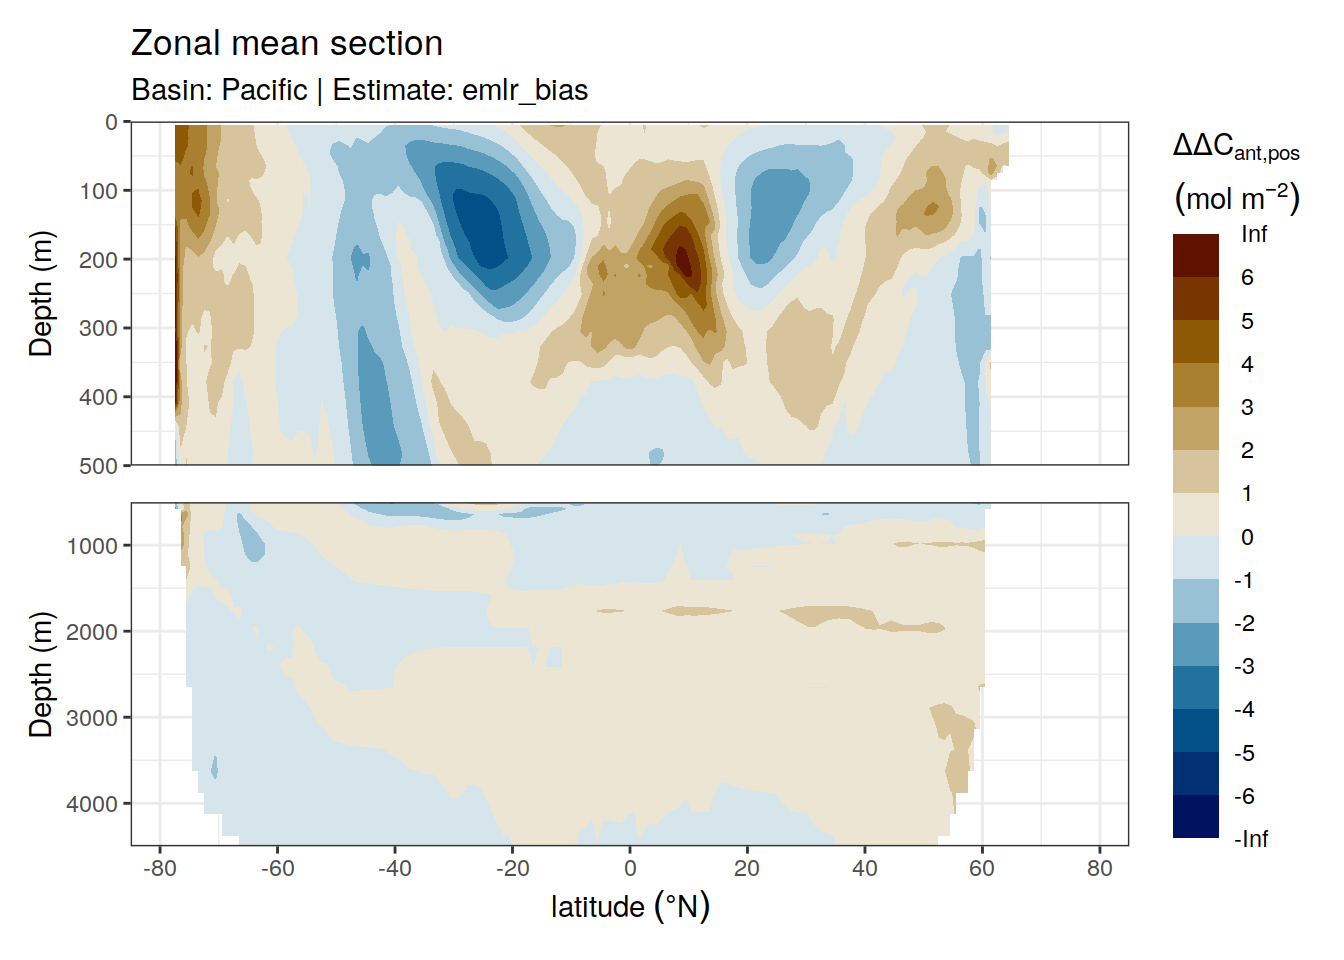 Zonal mean section
Basin: Pacific | Estimate: emlr_bias
0
100
200
300
400
500
Depth (m)
1000
2000
3000
4000
Depth (m)
-80 -60 -40 -20 0 20 40 60 80
latitude (°N)
ΔΔC_ant,pos
(mol m⁻²)
Inf
6
5
4
3
2
1
0
-1
-2
-3
-4
-5
-6
-Inf